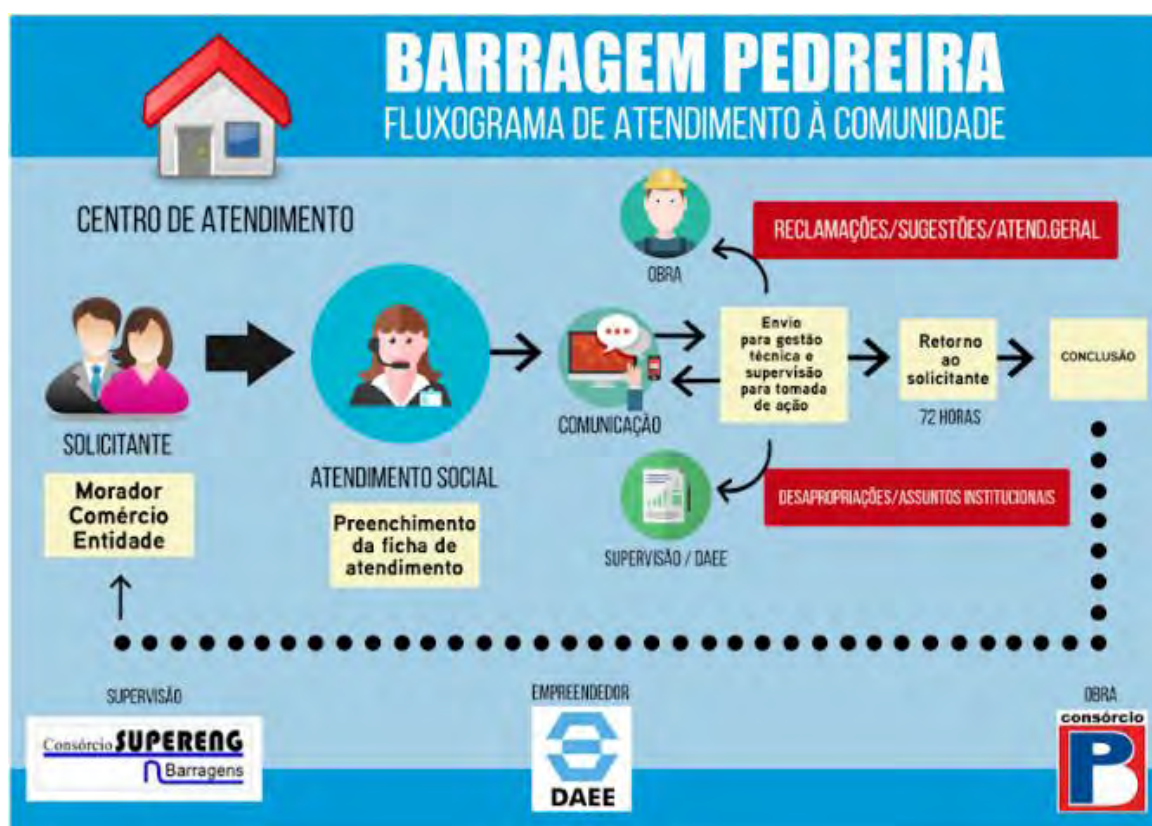 BARRAGEM PEDREIRA
FLUXOGRAMA DE ATENDIMENTO À COMUNIDADE
CENTRO DE ATENDIMENTO
RECLAMAÇÕES/SUGESTÕES/ATEND.GERAL
OBRA
SOLICITANTE
Morador
Comércio
Entidade
ATENDIMENTO SOCIAL
Preenchimento
da ficha de
atendimento
COMUNICAÇÃO
Envio
para gestão
técnica e
supervisão
para tomada
de ação
Retorno
ao
solicitante
72 HORAS
CONCLUSÃO
DESAPROPRIAÇÕES/ASSUNTOS INSTITUCIONAIS
SUPERVISÃO / DAEE
SUPERVISÃO
Consórcio SUPERENG
Barragens
EMPREENDEDOR
DAEE
OBRA
consórcio
PB